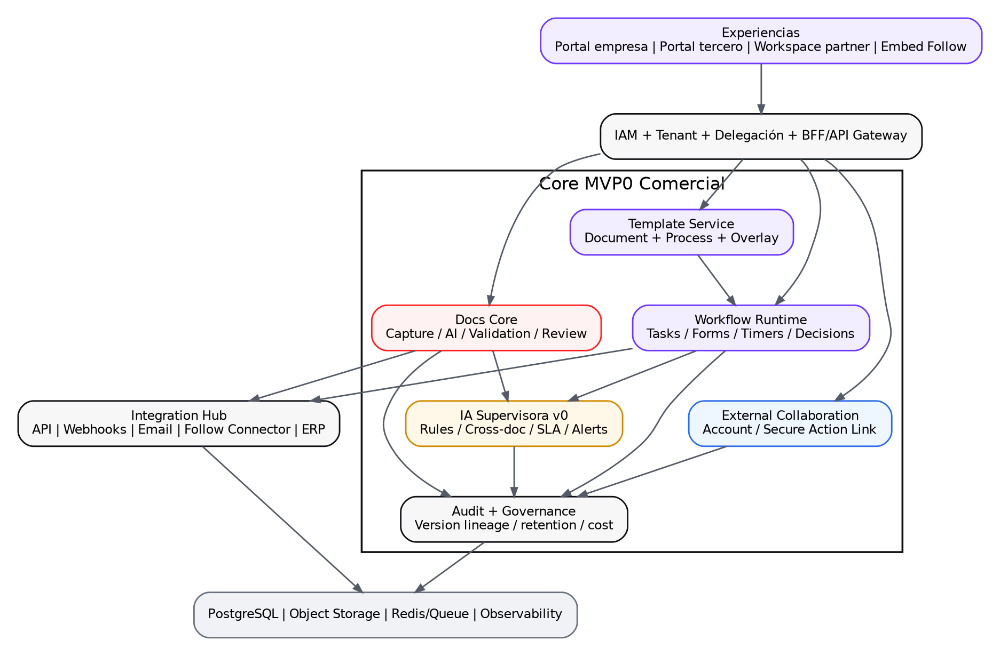 Experiencias
Portal empresa | Portal tercero | Workspace partner | Embed Follow
IAM + Tenant + Delegación + BFF/API Gateway
Core MVP0 Comercial
Template Service
Document + Process + Overlay
Docs Core
Capture / AI / Validation / Review
Workflow Runtime
Tasks / Forms / Timers / Decisions
Integration Hub
API | Webhooks | Email | Follow Connector | ERP
IA Supervisora v0
Rules / Cross-doc / SLA / Alerts
External Collaboration
Account / Secure Action Link
Audit + Governance
Version lineage / retention / cost
PostgreSQL | Object Storage | Redis/Queue | Observability